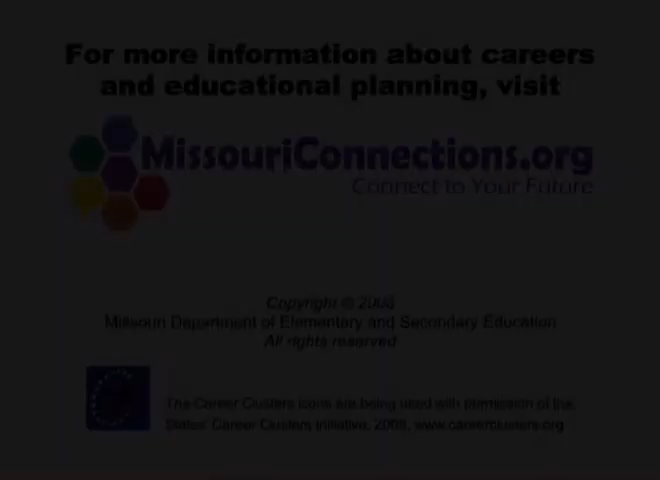 For more information about careers
and educational planning, visit
MissouriConnections.org
Connect to Your Future
Copyright © 2008
Missouri Department of Elementary and Secondary Education
All rights reserved
The Career Clusters icons are being used with permission of the
States' Career Clusters Initiative, 2008, www.careerclusters.org